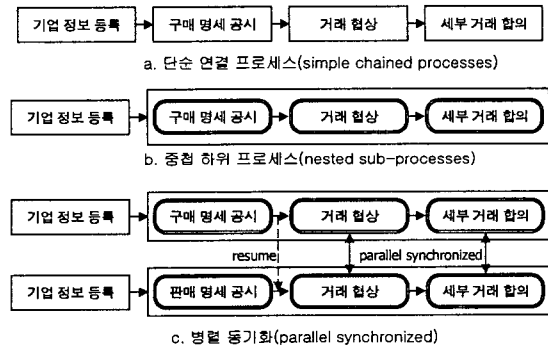 기업 정보 등록 구매 명세 공시 거래 협상 세부 거래 합의
a. 단순 연결 프로세스(simple chained processes)
기업 정보 등록 구매 명세 공시 거래 협상 세부 거래 합의
b. 중첩 하위 프로세스(nested sub-processes)
기업 정보 등록 구매 명세 공시 거래 협상 세부 거래 합의
resume parallel synchronized
기업 정보 등록 판매 명세 공시 거래 협상 세부 거래 합의
c. 병렬 동기화(parallel synchronized)